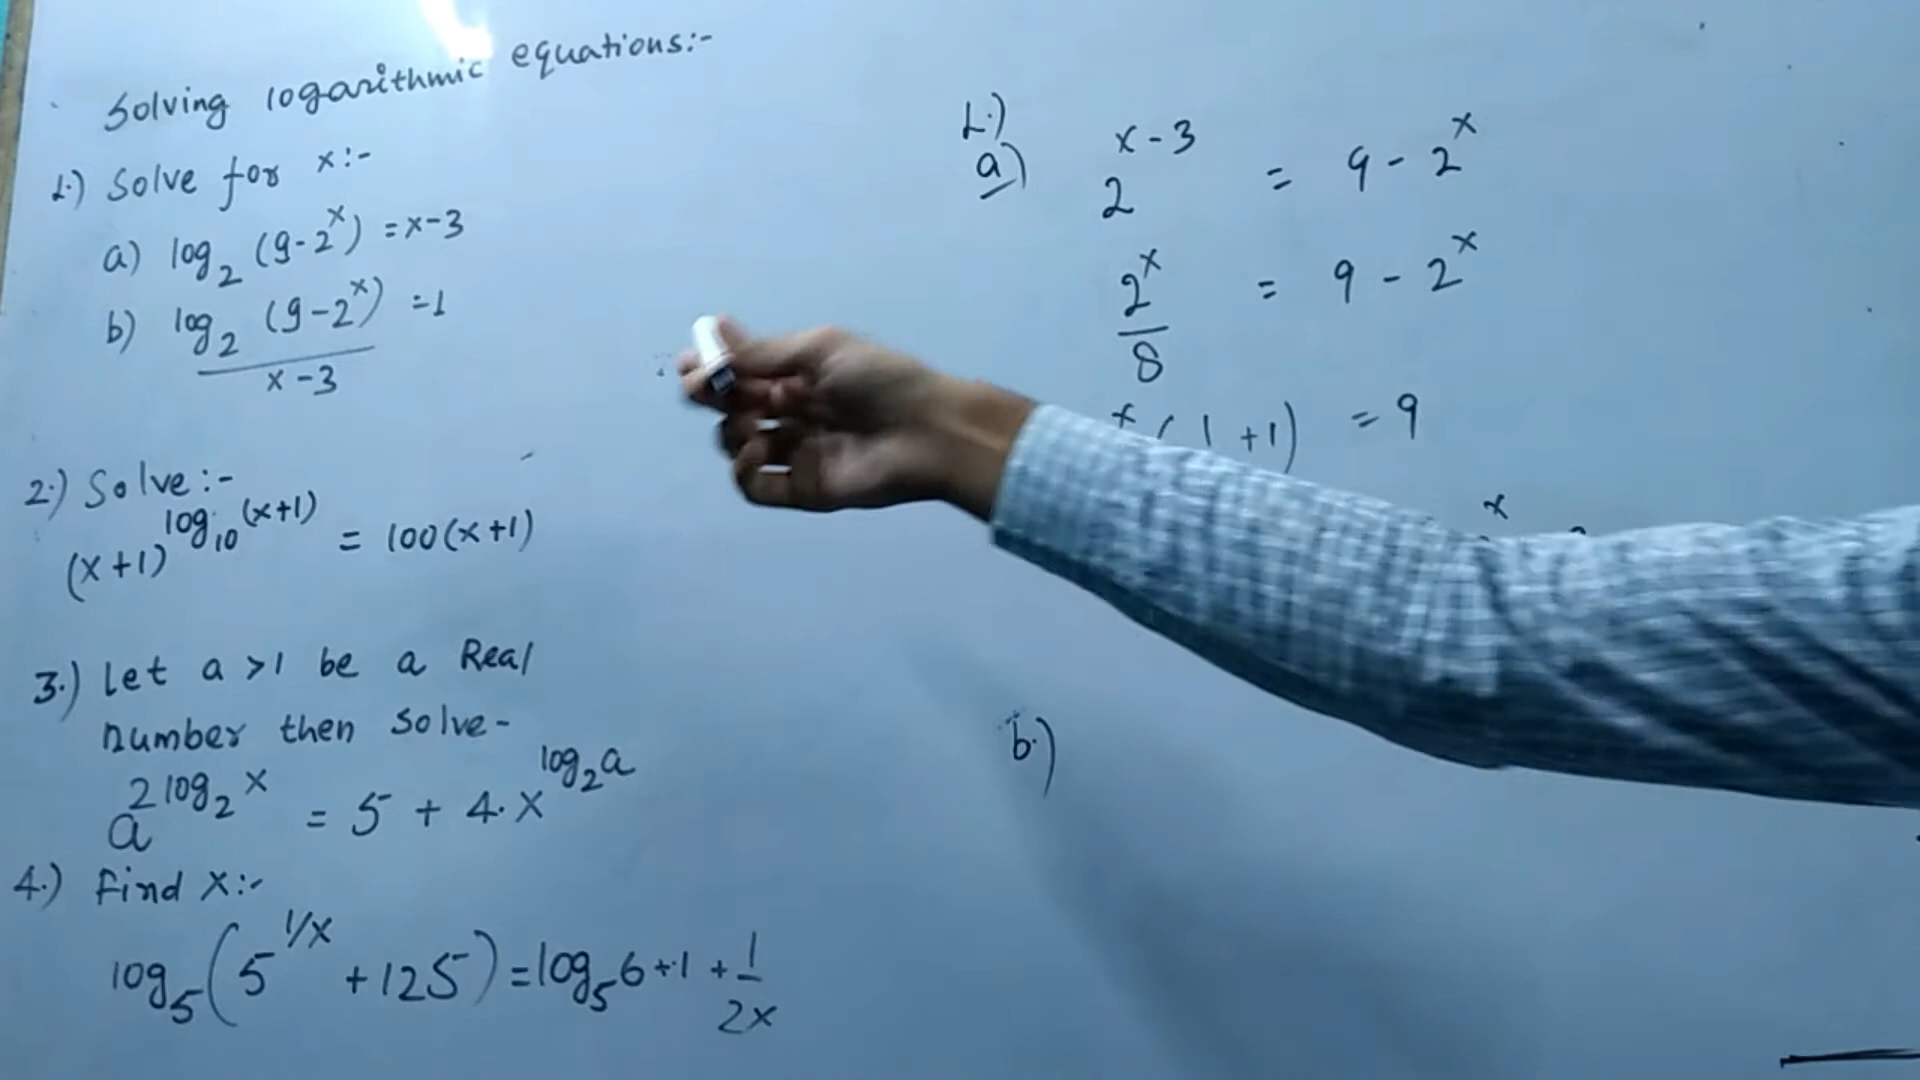 Solving logarithmic equations:-
1.) Solve for x:-
a) log₂ (9-2ˣ) = x-3
b) log₂ (9-2ˣ) = 1
x-3
2.) Solve:-
(x+1)^log₁₀(x+1) = 100(x+1)
3.) Let a >1 be a Real
number then solve-
a^2log₂x = 5 + 4. x^log₂a
4.) Find x:-
log₅(5^1/x + 125) = log₅6 + 1 + 1/2x
1.)
a) 2^x-3 = 9 - 2ˣ
2ˣ/8 = 9 - 2ˣ
+1) = 9
x
b.)